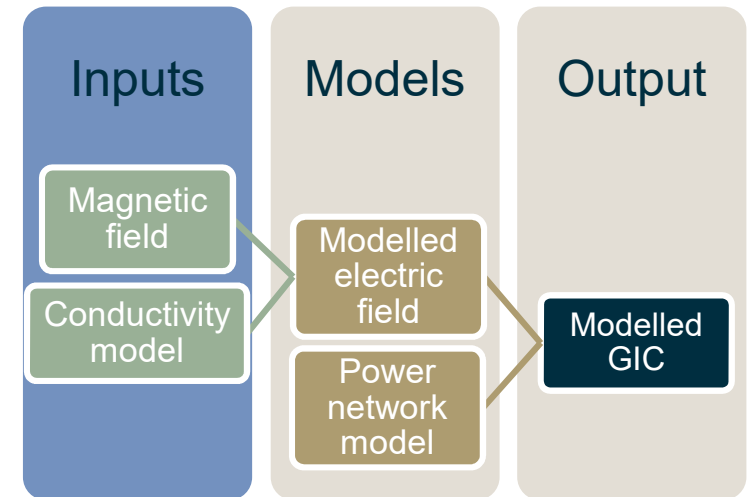 Inputs
Models
Output
Magnetic
field
Conductivity
model
Modelled
electric
field
Power
network
model
Modelled
GIC